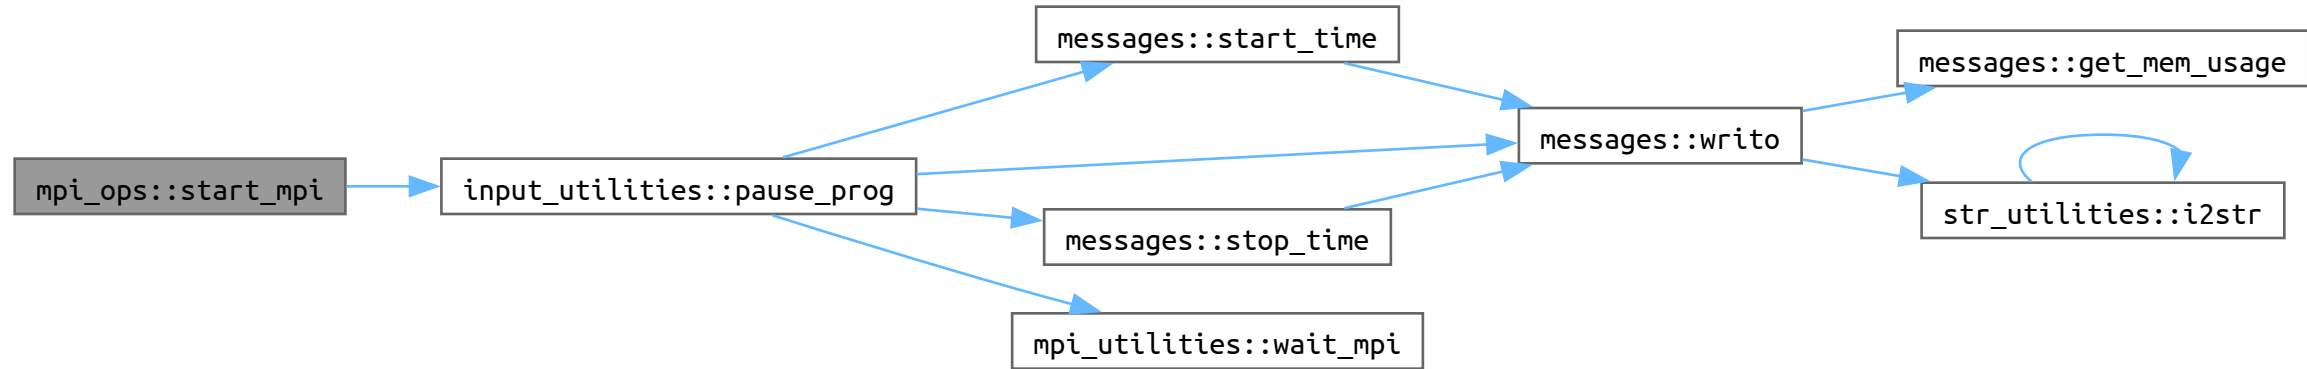 mpi_ops::start_mpi
input_utilities::pause_prog
messages::start_time
messages::writo
messages::get_mem_usage
str_utilities::i2str
messages::stop_time
mpi_utilities::wait_mpi